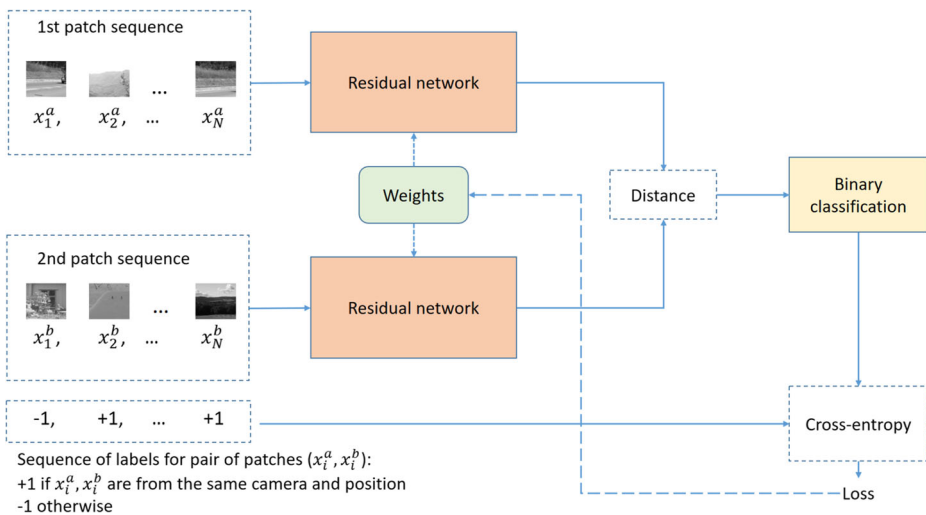 1st patch sequence
...
x_1^a, x_2^a, ... x_N^a
Residual network
Weights
Distance
Binary
classification
2nd patch sequence
...
x_1^b, x_2^b, ... x_N^b
Residual network
-1, +1, ... +1
Cross-entropy
Sequence of labels for pair of patches (x_i^a, x_i^b):
+1 if x_i^a, x_i^b are from the same camera and position
-1 otherwise
Loss